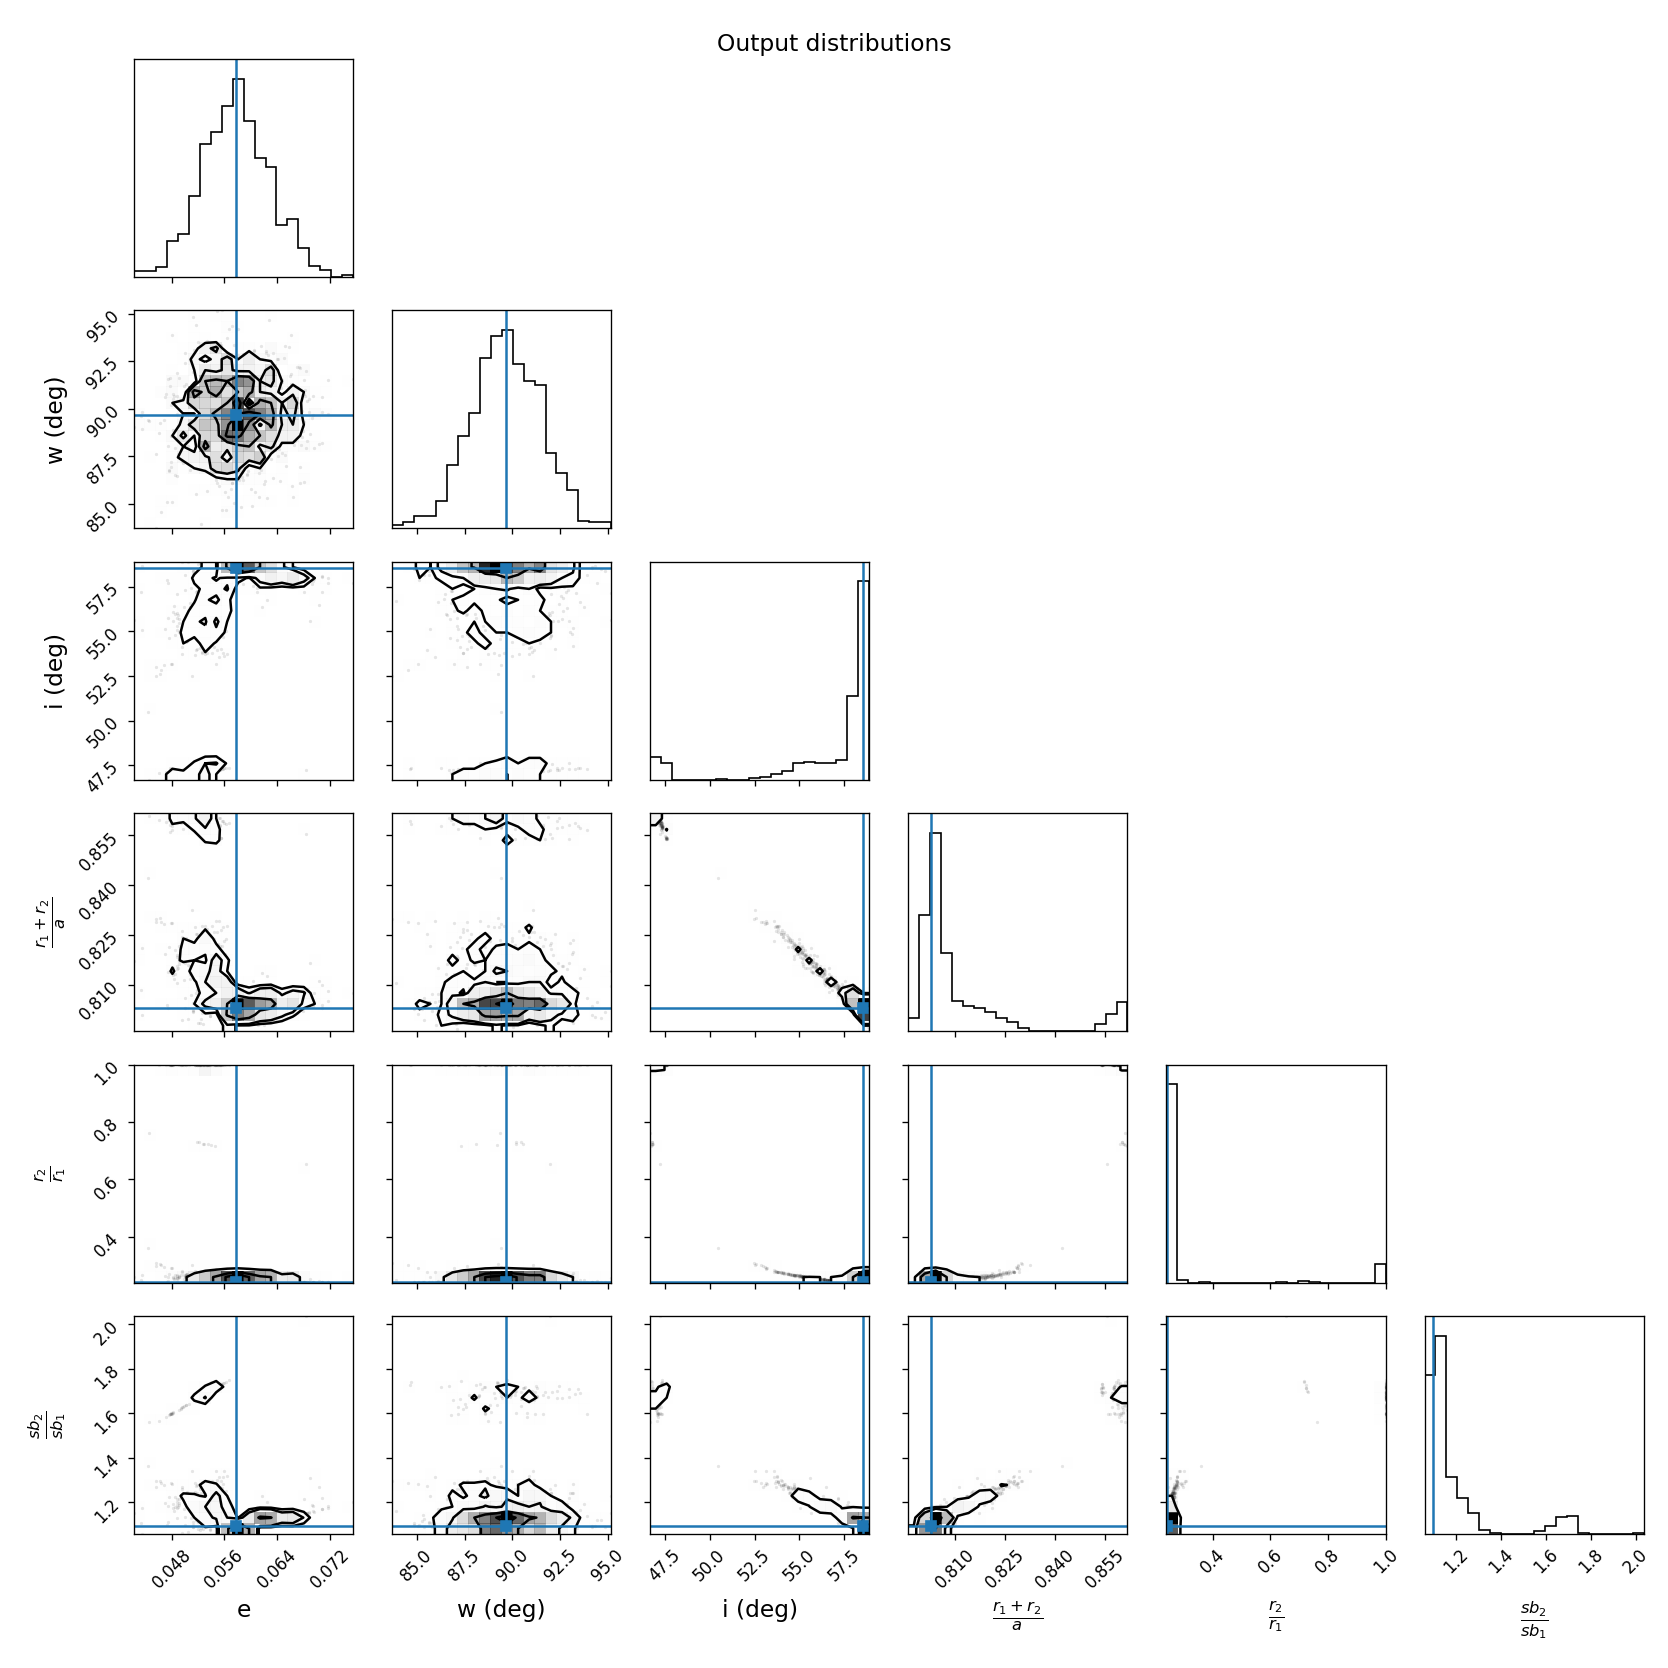 Output distributions
95.0
92.5
90.0
87.5
85.0
w (deg)
57.5
55.0
52.5
50.0
47.5
i (deg)
0.855
0.840
0.825
0.810
r₁ + r₂
a
1.0
0.8
0.6
0.4
r₂
r₁
2.0
1.8
1.6
1.4
1.2
sb₂
sb₁
0.048 0.056 0.064 0.072 85.0 87.5 90.0 92.5 95.0 47.5 50.0 52.5 55.0 57.5 0.810 0.825 0.840 0.855 0.4 0.6 0.8 1.0 1.2 1.4 1.6 1.8 2.0
e w (deg) i (deg)
r₁ + r₂ r₂ sb₂
a r₁ sb₁